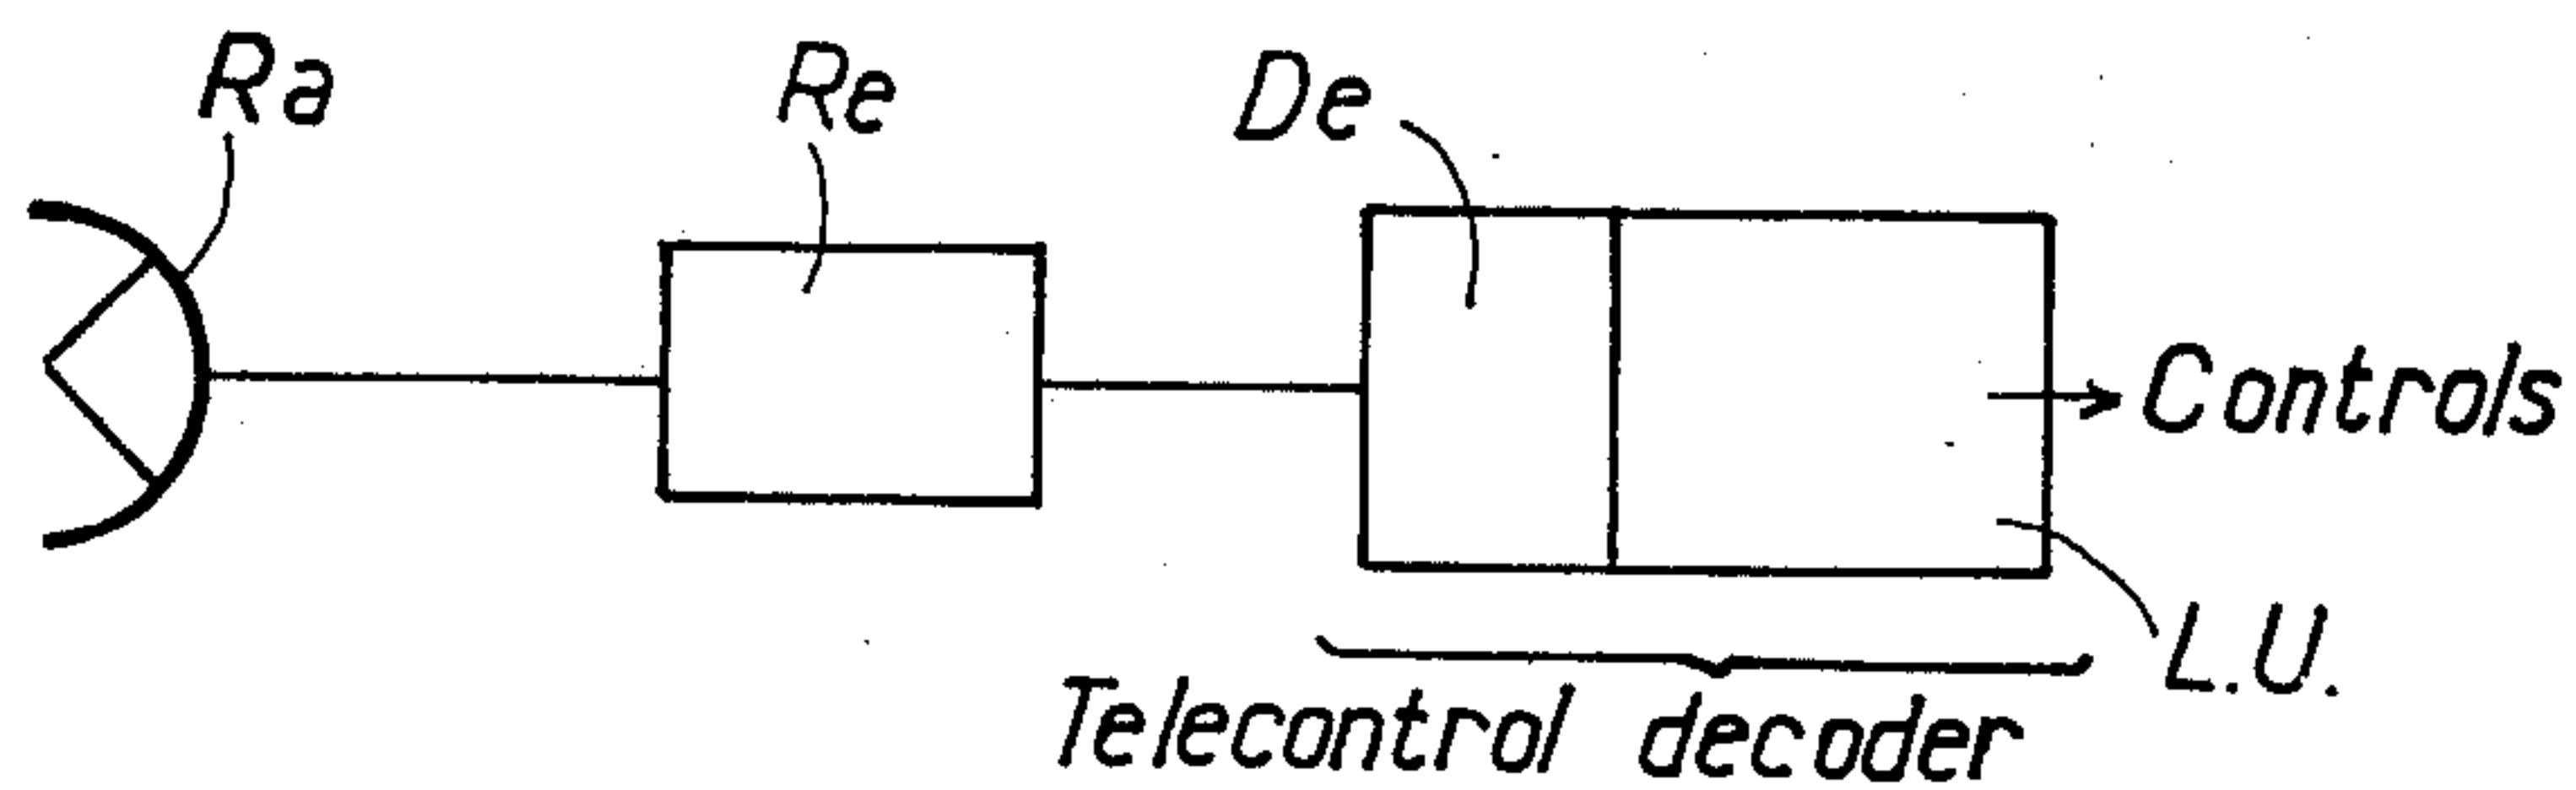 Ra
Re
De
Controls
L.U.
Telecontrol decoder